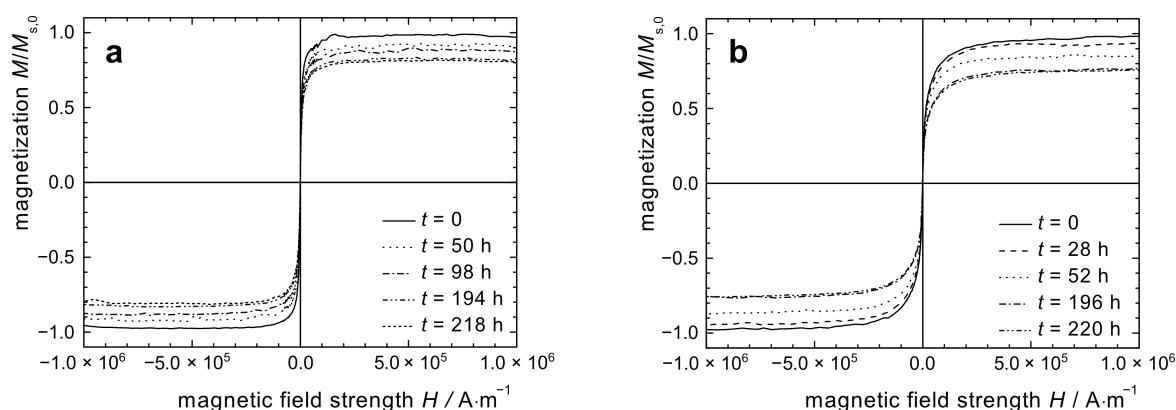 a
magnetization M/Mₛ,₀
1.0
0.5
0.0
−0.5
−1.0
t = 0
t = 50 h
t = 98 h
t = 194 h
t = 218 h
−1.0 × 10⁶
−5.0 × 10⁵
0.0
5.0 × 10⁵
1.0 × 10⁶
magnetic field strength H / A·m⁻¹
b
magnetization M/Mₛ,₀
1.0
0.5
0.0
−0.5
−1.0
t = 0
t = 28 h
t = 52 h
t = 196 h
t = 220 h
−1.0 × 10⁶
−5.0 × 10⁵
0.0
5.0 × 10⁵
1.0 × 10⁶
magnetic field strength H / A·m⁻¹